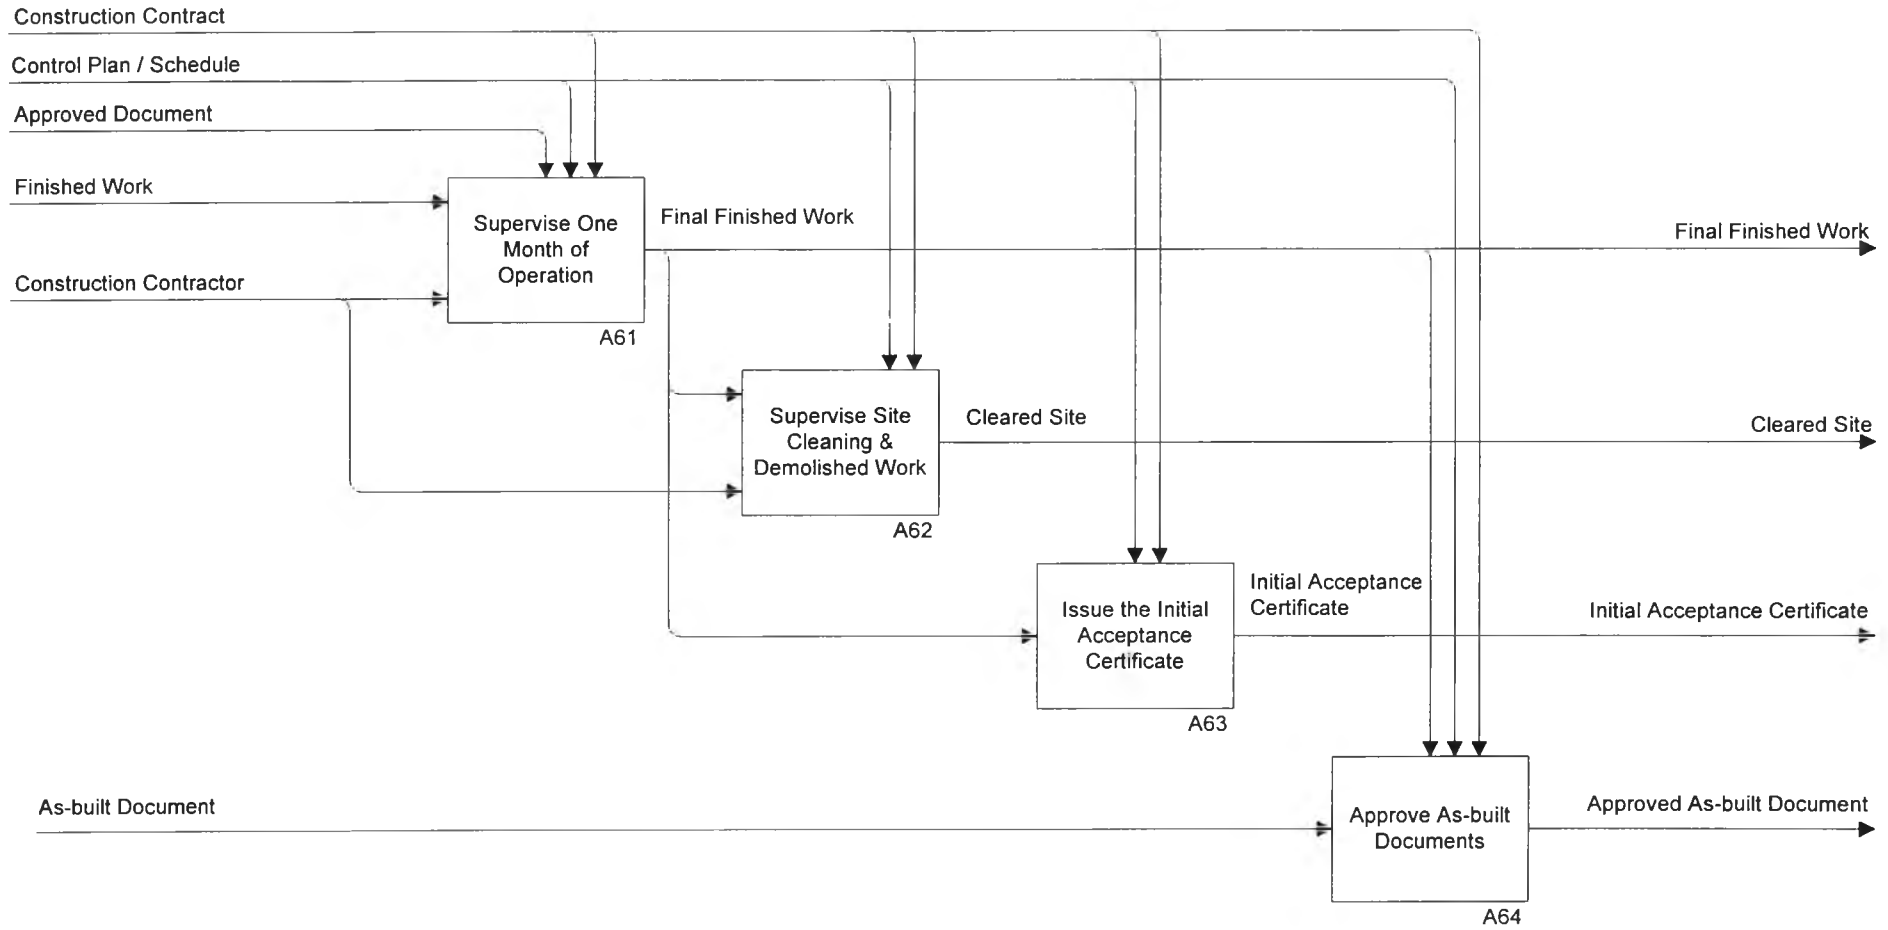 Construction Contract
Control Plan / Schedule
Approved Document
Finished Work
Construction Contractor
Supervise One
Month of
Operation
A61
Final Finished Work
Final Finished Work
Supervise Site
Cleaning &
Demolished Work
A62
Cleared Site
Cleared Site
Issue the Initial
Acceptance
Certificate
A63
Initial Acceptance
Certificate
Initial Acceptance Certificate
As-built Document
Approve As-built
Documents
A64
Approved As-built Document